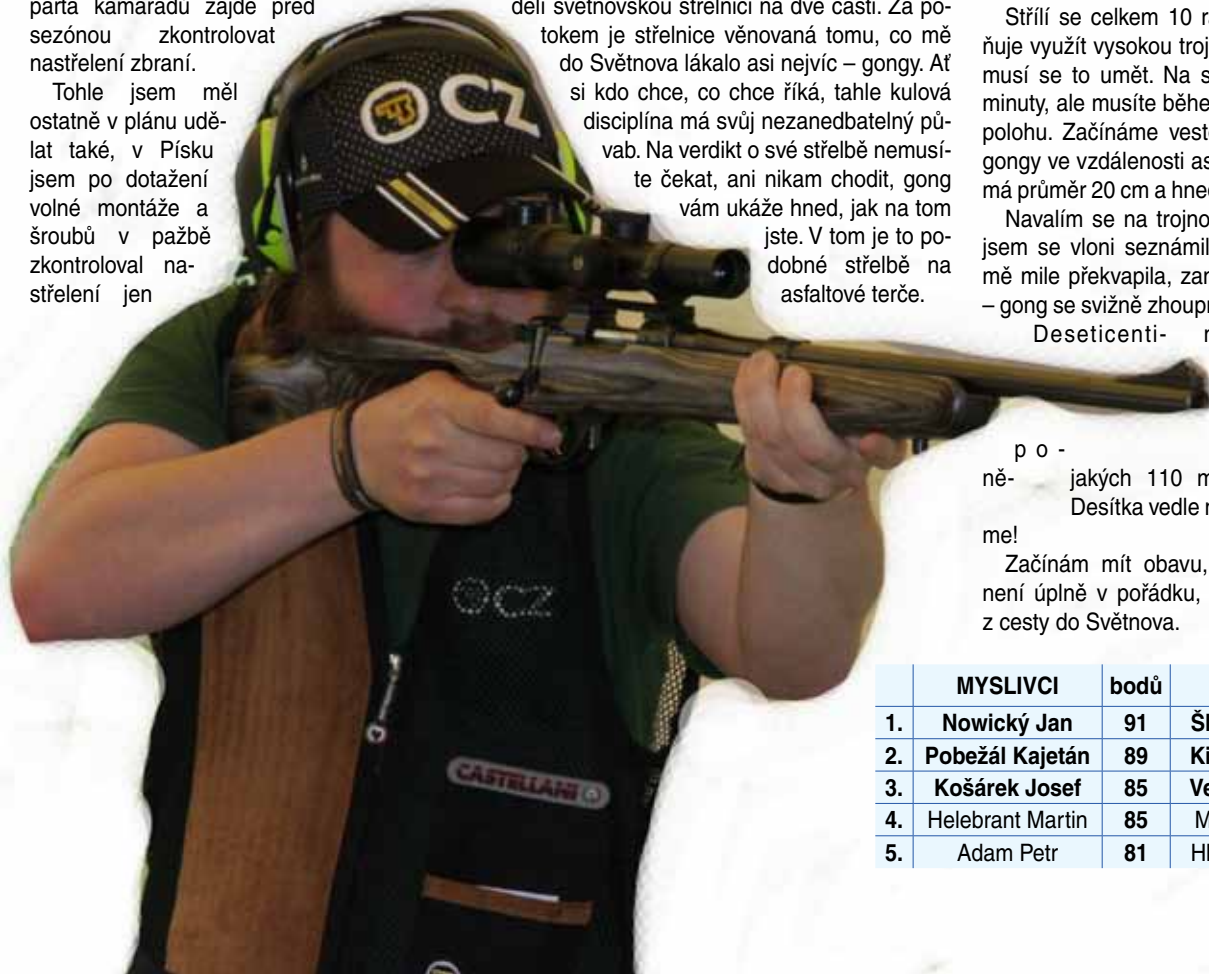 parta kamarádů zajde před
sezónou zkontrolovat
nastřelení zbraní.
Tohle jsem měl
ostatně v plánu udě-
lat také, v Písku
jsem po dotažení
volné montáže a
šroubů v pažbě
zkontroloval na-
střelení jen
dělí světnovskou střelnici na dvě části. Za po-
tokem je střelnice věnovaná tomu, co mě
do Světnova lákalo asi nejvíc – gongy. Ať
si kdo chce, co chce říká, tahle kulová
disciplína má svůj nezanedbatelný pů-
vab. Na verdikt o své střelbě nemusí-
te čekat, ani nikam chodit, gong
vám ukáže hned, jak na tom
jste. V tom je to po-
dobné střelbě na
asfaltové terče.
Střílí se celkem 10
ňuje využít vysokou
musí se to umět. Na
minuty, ale musíte
polohu. Začínáme
gongy ve vzdálenosti
má průměr 20 cm a
Navalím se na
jsem se vloni seznámil
mě mile překvapila,
– gong se svižně
Deseticenti-
po-
ně- jakých 110
Desítka vedle
me!
Začínám mít obavu,
není úplně v pořádku,
z cesty do Světnova.
MYSLIVCI bodů
1. Nowický Jan 91
2. Pobežál Kajetán 89
3. Košárek Josef 85
4. Helebrant Martin 85
5. Adam Petr 81
CZ
CZ
CASTELLANI